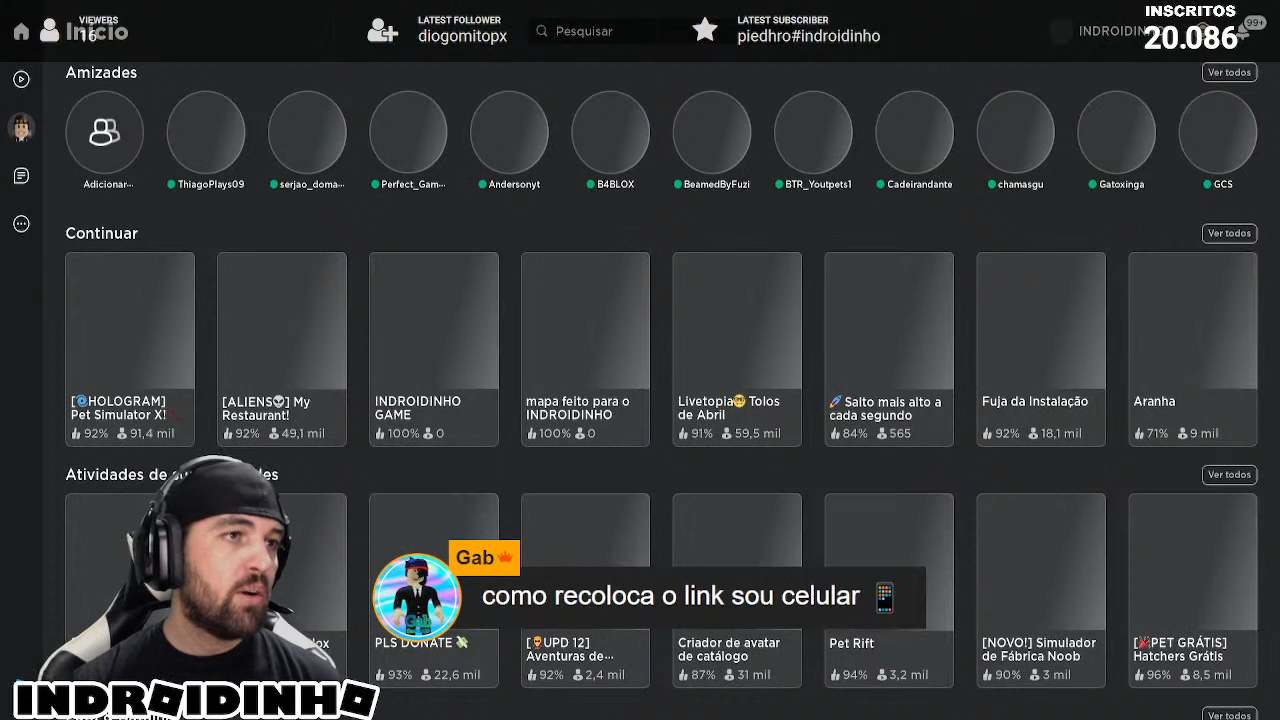 VIEWERS
16
Início
LATEST FOLLOWER
diogomitopx
Pesquisar
LATEST SUBSCRIBER
piedhro#indroidinho
INDROIDIN
INSCRITOS
20.086
99+
Amizades
Ver todos
Adicionar...
ThiagoPlays09
serjao_doma...
Perfect_Gam...
Andersonyt
B4BLOX
BeamedByFuzi
BTR_Youtpets1
Cadeirandante
chamasgu
Gatoxinga
GCS
Continuar
Ver todos
[🌀HOLOGRAM]
Pet Simulator X!
92% 91,4 mil
[ALIENS👽] My
Restaurant!
92% 49,1 mil
INDROIDINHO
GAME
100% 0
mapa feito para o
INDROIDINHO
100% 0
Livetopia🤓 Tolos
de Abril
91% 59,5 mil
🚀 Salto mais alto a
cada segundo
84% 565
Fuja da Instalação
92% 18,1 mil
Aranha
71% 9 mil
Atividades de su
des
Ver todos
Gab
como recoloca o link sou celular 📱
Gab
lox
PLS DONATE 💸
93% 22,6 mil
UPD 12]
Aventuras de...
92% 2,4 mil
Criador de avatar
de catálogo
87% 31 mil
Pet Rift
94% 3,2 mil
[NOVO!] Simulador
de Fábrica Noob
90% 3 mil
[🎉PET GRÁTIS]
Hatchers Grátis
96% 8,5 mil
INDROIDINHO
Ver todos